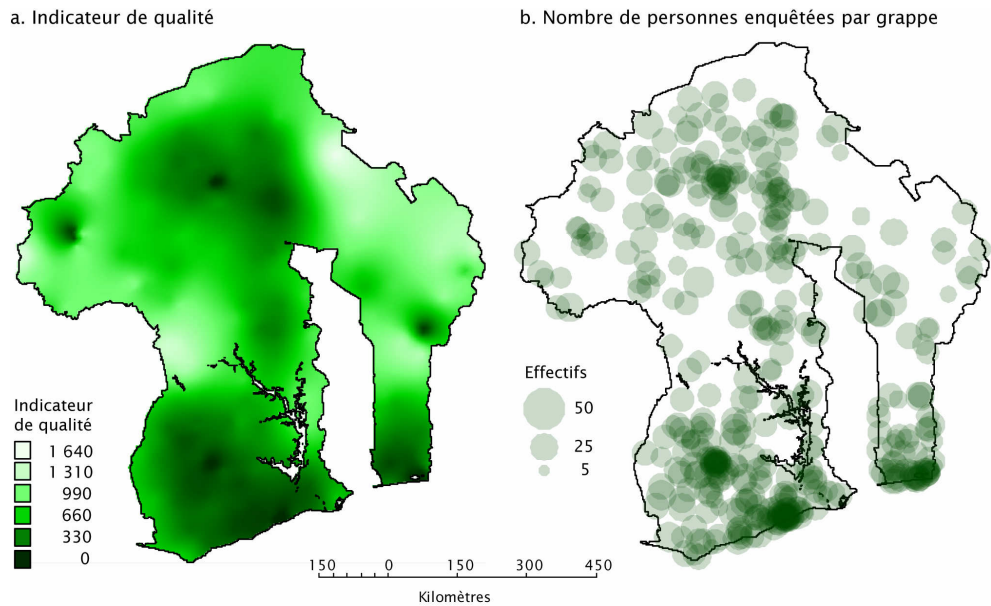 a. Indicateur de qualité
b. Nombre de personnes enquêtées par grappe
Indicateur
de qualité
1 640
1 310
990
660
330
0
Effectifs
50
25
5
150 0 150 300 450
Kilomètres